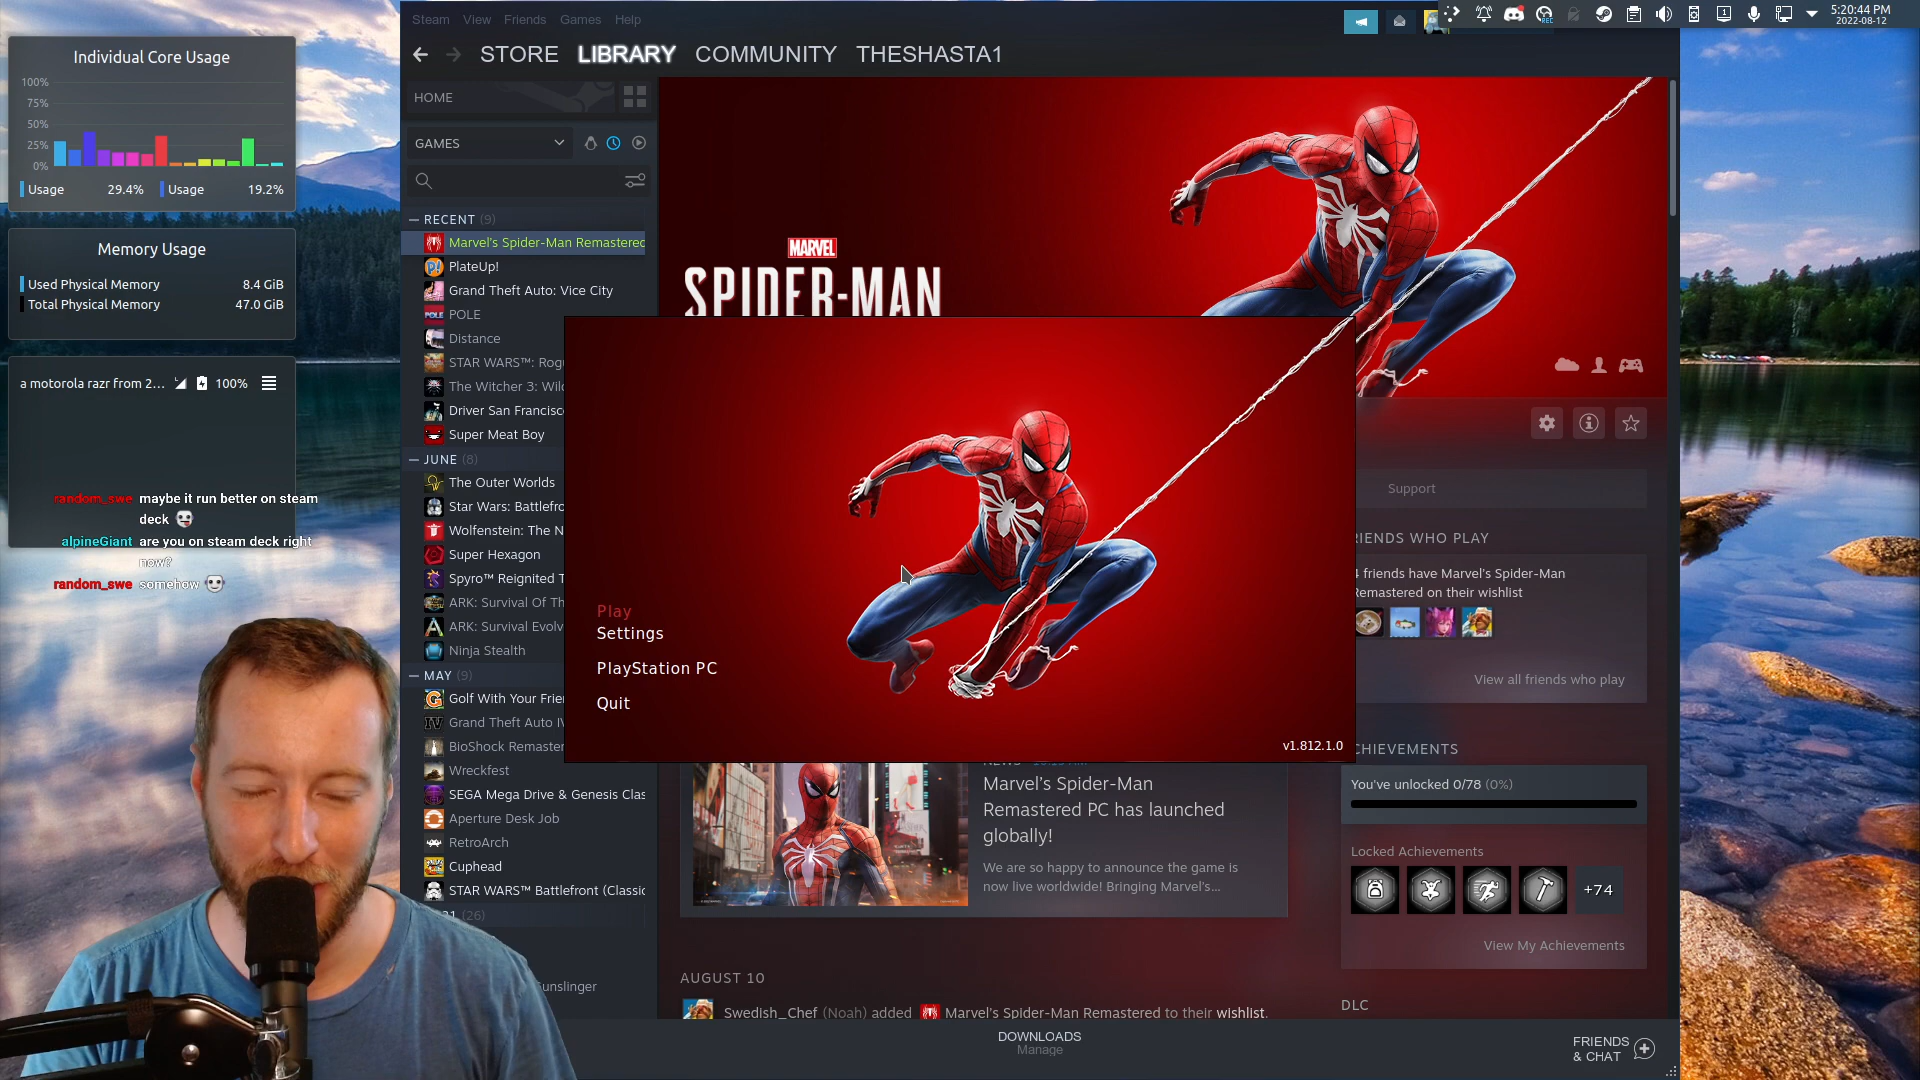 Steam View Friends Games Help
5:20:44 PM
2022-08-12
STORE LIBRARY COMMUNITY THESHASTA1
Individual Core Usage
100%
75%
50%
25%
0%
Usage 29.4% Usage 19.2%
Memory Usage
Used Physical Memory 8.4 GiB
Total Physical Memory 47.0 GiB
a motorola razr from 2... 100%
random_swe maybe it run better on steam
deck
alpineGiant are you on steam deck right
now?
random_swe somehow
HOME
GAMES
RECENT (9)
Marvel's Spider-Man Remastered
PlateUp!
Grand Theft Auto: Vice City
POLE
Distance
STAR WARS™: Rog
The Witcher 3: Wild
Driver San Francisco
Super Meat Boy
JUNE (8)
The Outer Worlds
Star Wars: Battlefro
Wolfenstein: The N
Super Hexagon
Spyro™ Reignited T
ARK: Survival Of Th
ARK: Survival Evolv
Ninja Stealth
MAY (9)
Golf With Your Frie
Grand Theft Auto IV
BioShock Remaster
Wreckfest
SEGA Mega Drive & Genesis Clas
Aperture Desk Job
RetroArch
Cuphead
STAR WARS™ Battlefront (Classic
21 (26)
Gunslinger
MARVEL
SPIDER-MAN
Play
Settings
PlayStation PC
Quit
v1.812.1.0
Support
RIENDS WHO PLAY
4 friends have Marvel's Spider-Man
Remastered on their wishlist
View all friends who play
CHIEVEMENTS
You've unlocked 0/78 (0%)
Locked Achievements
+74
View My Achievements
DLC
NEWS
Marvel's Spider-Man
Remastered PC has launched
globally!
We are so happy to announce the game is
now live worldwide! Bringing Marvel's...
AUGUST 10
Swedish_Chef (Noah) added Marvel's Spider-Man Remastered to their wishlist.
DOWNLOADS
Manage
FRIENDS
& CHAT